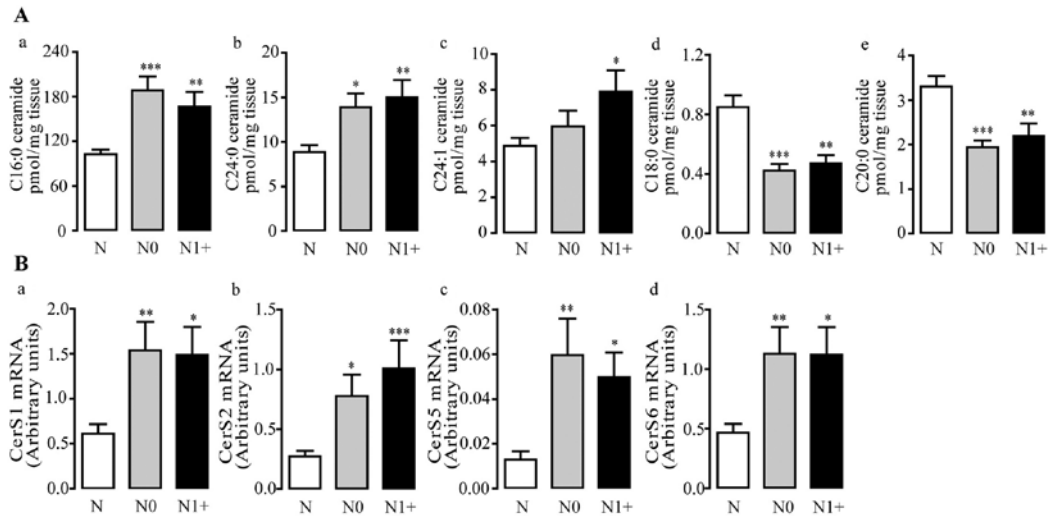 A
a
C16:0 ceramide
pmol/mg tissue
240
180
120
60
0
***
**
N N0 N1+
b
C24:0 ceramide
pmol/mg tissue
20
15
10
5
0
*
**
N N0 N1+
c
C24:1 ceramide
pmol/mg tissue
10
8
6
4
2
0
*
N N0 N1+
d
C18:0 ceramide
pmol/mg tissue
1.2
0.8
0.4
0.0
***
**
N N0 N1+
e
C20:0 ceramide
pmol/mg tissue
4
3
2
1
0
***
**
N N0 N1+
B
a
CerS1 mRNA
(Arbitrary units)
2.0
1.5
1.0
0.5
0.0
**
*
N N0 N1+
b
CerS2 mRNA
(Arbitrary units)
1.5
1.0
0.5
0.0
*
***
N N0 N1+
c
CerS5 mRNA
(Arbitrary units)
0.08
0.06
0.04
0.02
0.00
**
*
N N0 N1+
d
CerS6 mRNA
(Arbitrary units)
1.5
1.0
0.5
0.0
**
*
N N0 N1+